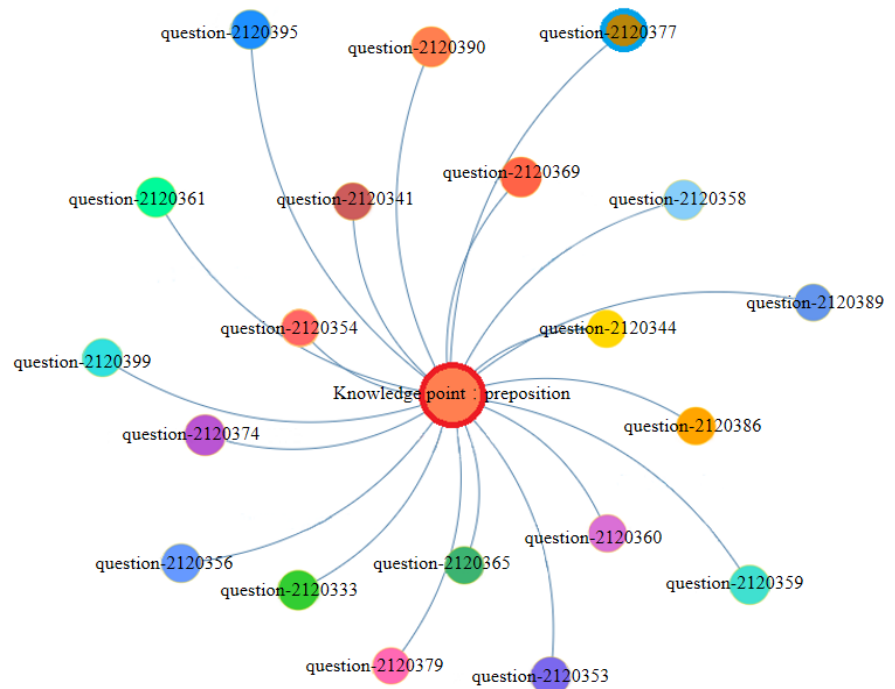 question-2120395
question-2120377
question-2120390
question-2120369
question-2120361
question-2120341
question-2120358
question-2120389
question-2120354
question-2120344
question-2120399
Knowledge point : preposition
question-2120374
question-2120386
question-2120360
question-2120356
question-2120365
question-2120359
question-2120333
question-2120379
question-2120353